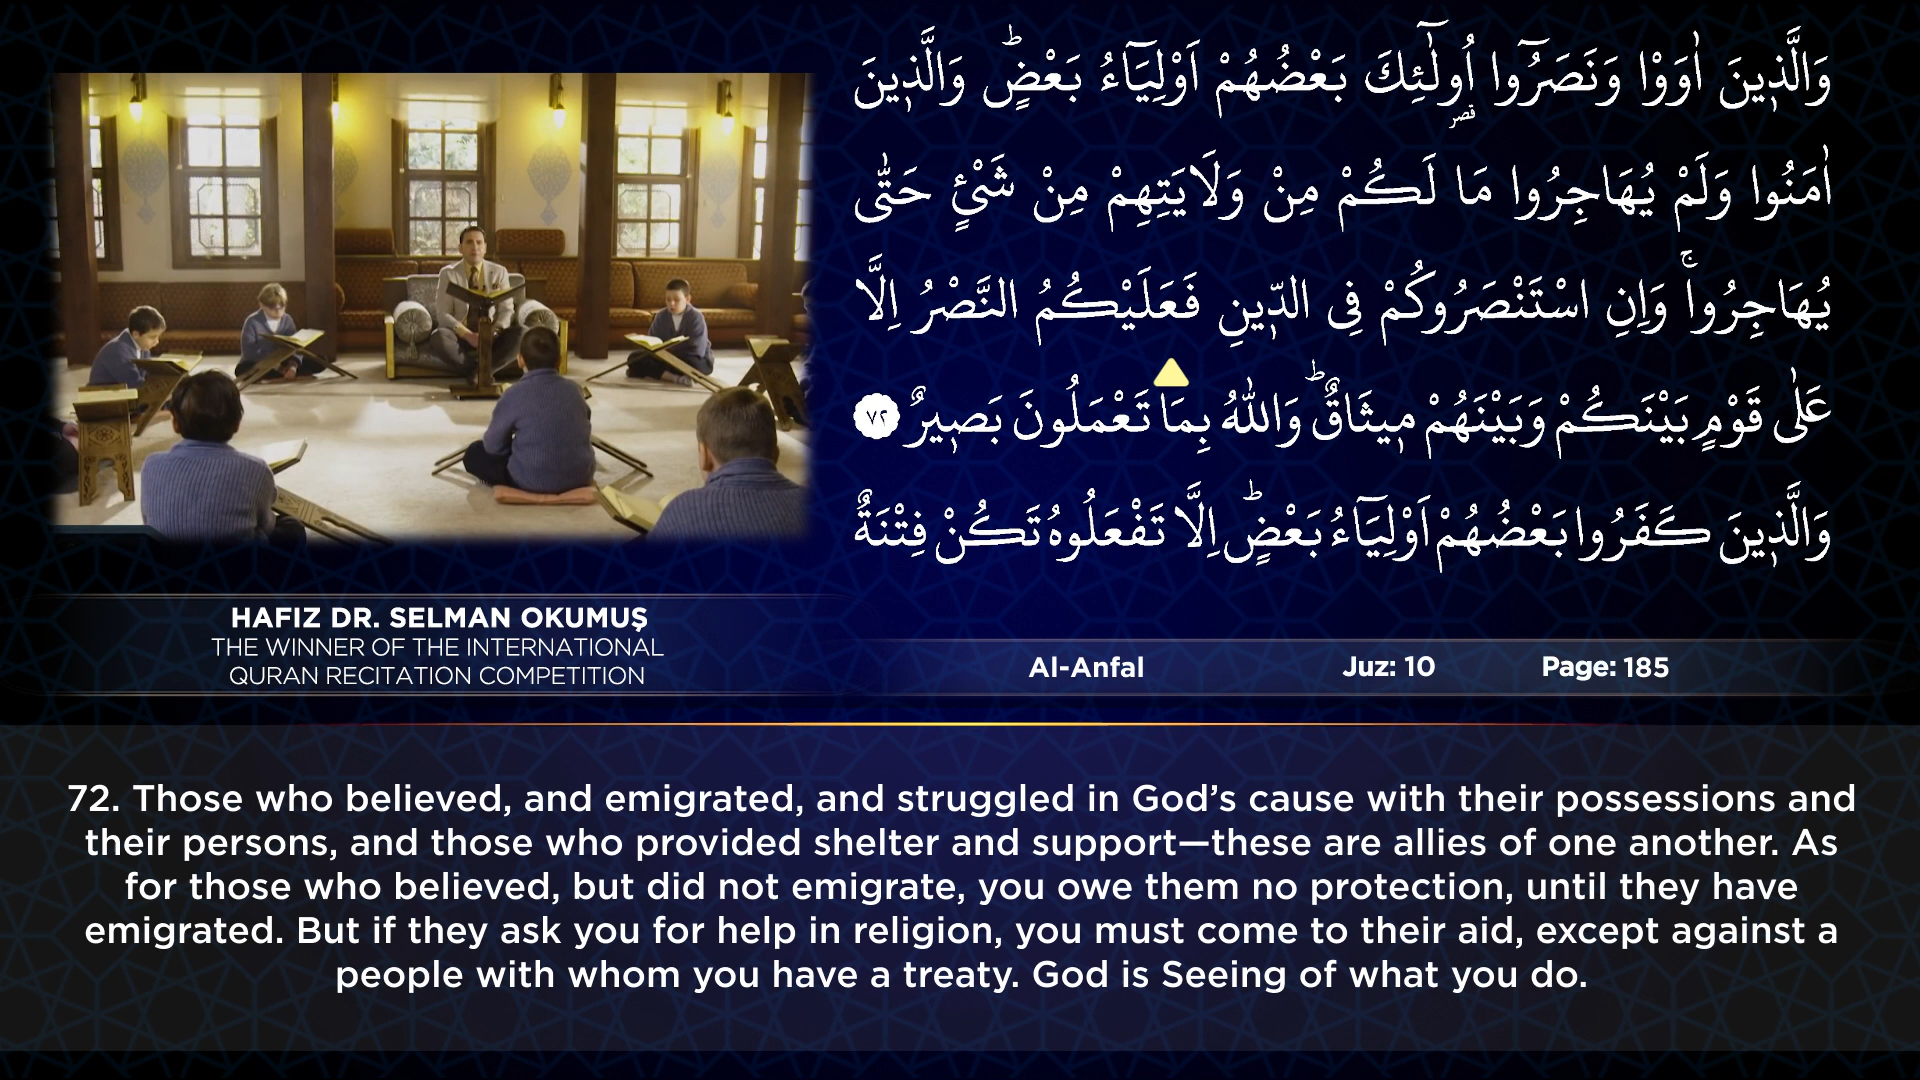 وَالَّذٖينَ اٰوَوْا وَنَصَرُٓوا اُو۬لٰٓئِكَ بَعْضُهُمْ اَوْلِيَٓاءُ بَعْضٍؕ وَالَّذٖينَ
قصر
اٰمَنُوا وَلَمْ يُهَاجِرُوا مَا لَكُمْ مِنْ وَلَايَتِهِمْ مِنْ شَيْءٍ حَتّٰى
يُهَاجِرُواۚ وَاِنِ اسْتَنْصَرُوكُمْ فِى الدّٖينِ فَعَلَيْكُمُ النَّصْرُ اِلَّا
عَلٰى قَوْمٍ بَيْنَكُمْ وَبَيْنَهُمْ مٖيثَاقٌؕ وَاللّٰهُ بِمَا تَعْمَلُونَ بَصٖيرٌ ٧٢
وَالَّذٖينَ كَفَرُوا بَعْضُهُمْ اَوْلِيَٓاءُ بَعْضٍؕ اِلَّا تَفْعَلُوهُ تَكُنْ فِتْنَةٌ
HAFIZ DR. SELMAN OKUMUŞ
THE WINNER OF THE INTERNATIONAL
QURAN RECITATION COMPETITION
Al-Anfal Juz: 10 Page: 185
72. Those who believed, and emigrated, and struggled in God’s cause with their possessions and
their persons, and those who provided shelter and support—these are allies of one another. As
for those who believed, but did not emigrate, you owe them no protection, until they have
emigrated. But if they ask you for help in religion, you must come to their aid, except against a
people with whom you have a treaty. God is Seeing of what you do.